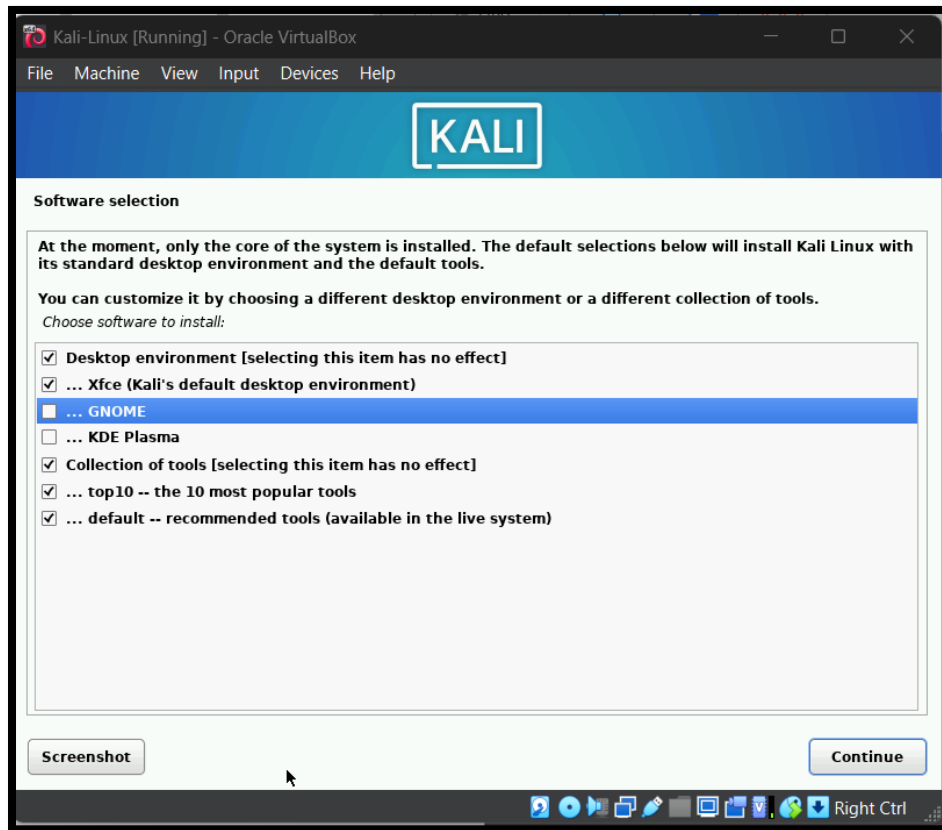 Kali-Linux [Running] - Oracle VirtualBox
File Machine View Input Devices Help
KALI
Software selection
At the moment, only the core of the system is installed. The default selections below will install Kali Linux with
its standard desktop environment and the default tools.
You can customize it by choosing a different desktop environment or a different collection of tools.
Choose software to install:
Desktop environment [selecting this item has no effect]
... Xfce (Kali's default desktop environment)
... GNOME
... KDE Plasma
Collection of tools [selecting this item has no effect]
... top10 -- the 10 most popular tools
... default -- recommended tools (available in the live system)
Screenshot Continue
Right Ctrl